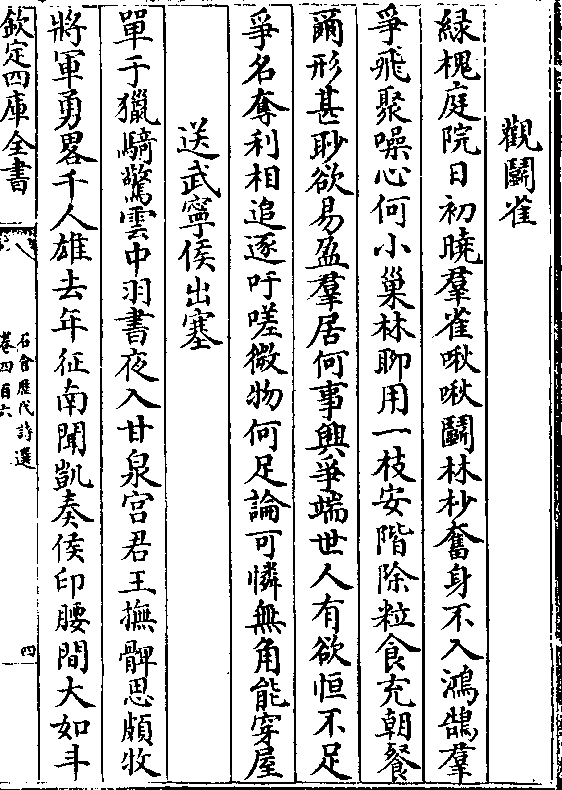 觀鬭雀
緑槐庭院日初曉羣雀啾啾鬭林杪奮身不入鴻鵠羣
爭飛聚噪心何小巢林聊用一枝安階除粒食充朝餐
爾形甚眇欲易盈羣居何事興爭端世人有欲恒不足
爭名奪利相追逐吁嗟微物何足論可憐無角能穿屋
送武寧侯出塞
單于獵騎驚雲中羽書夜入甘泉宮君王撫髀思頗牧
將軍勇畧千人雄去年征南聞凱奏侯印腰間大如斗
欽定四庫全書
石倉歷代詩選
卷四百六
四